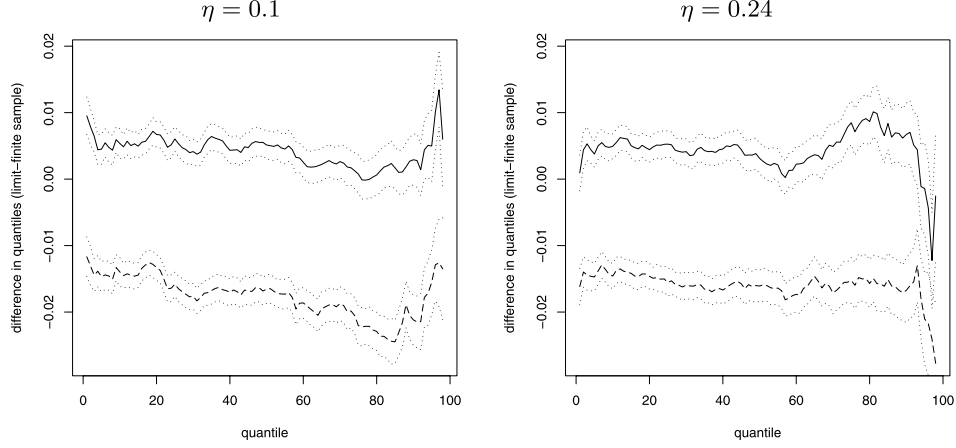 η = 0.1
difference in quantiles (limit−finite sample)
0.02
0.01
0.00
−0.01
−0.02
0 20 40 60 80 100
quantile
η = 0.24
difference in quantiles (limit−finite sample)
0.02
0.01
0.00
−0.01
−0.02
0 20 40 60 80 100
quantile